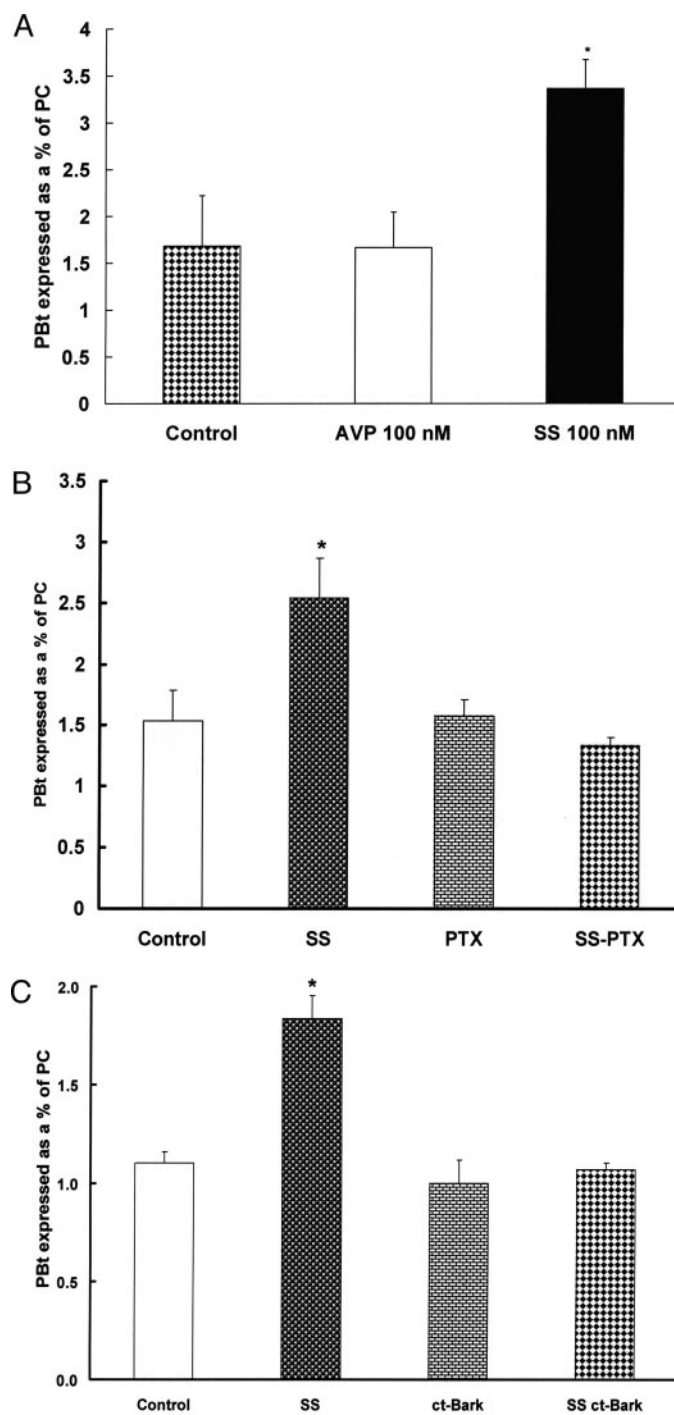 A
PBt expressed as a % of PC
4
3.5
3
2.5
2
1.5
1
0.5
0
*
Control AVP 100 nM SS 100 nM
B
PBt expressed as a % of PC
3.5
3
2.5
2
1.5
1
0.5
0
*
Control SS PTX SS-PTX
C
PBt expressed as a % of PC
2.0
1.5
1.0
0.5
0.0
*
Control SS ct-Bark SS ct-Bark